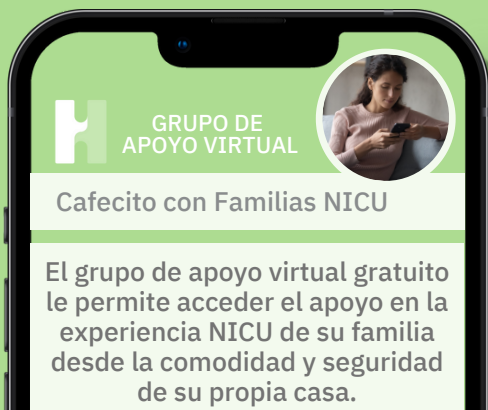 GRUPO DE
APOYO VIRTUAL
Cafecito con Familias NICU
El grupo de apoyo virtual gratuito
le permite acceder el apoyo en la
experiencia NICU de su familia
desde la comodidad y seguridad
de su propia casa.